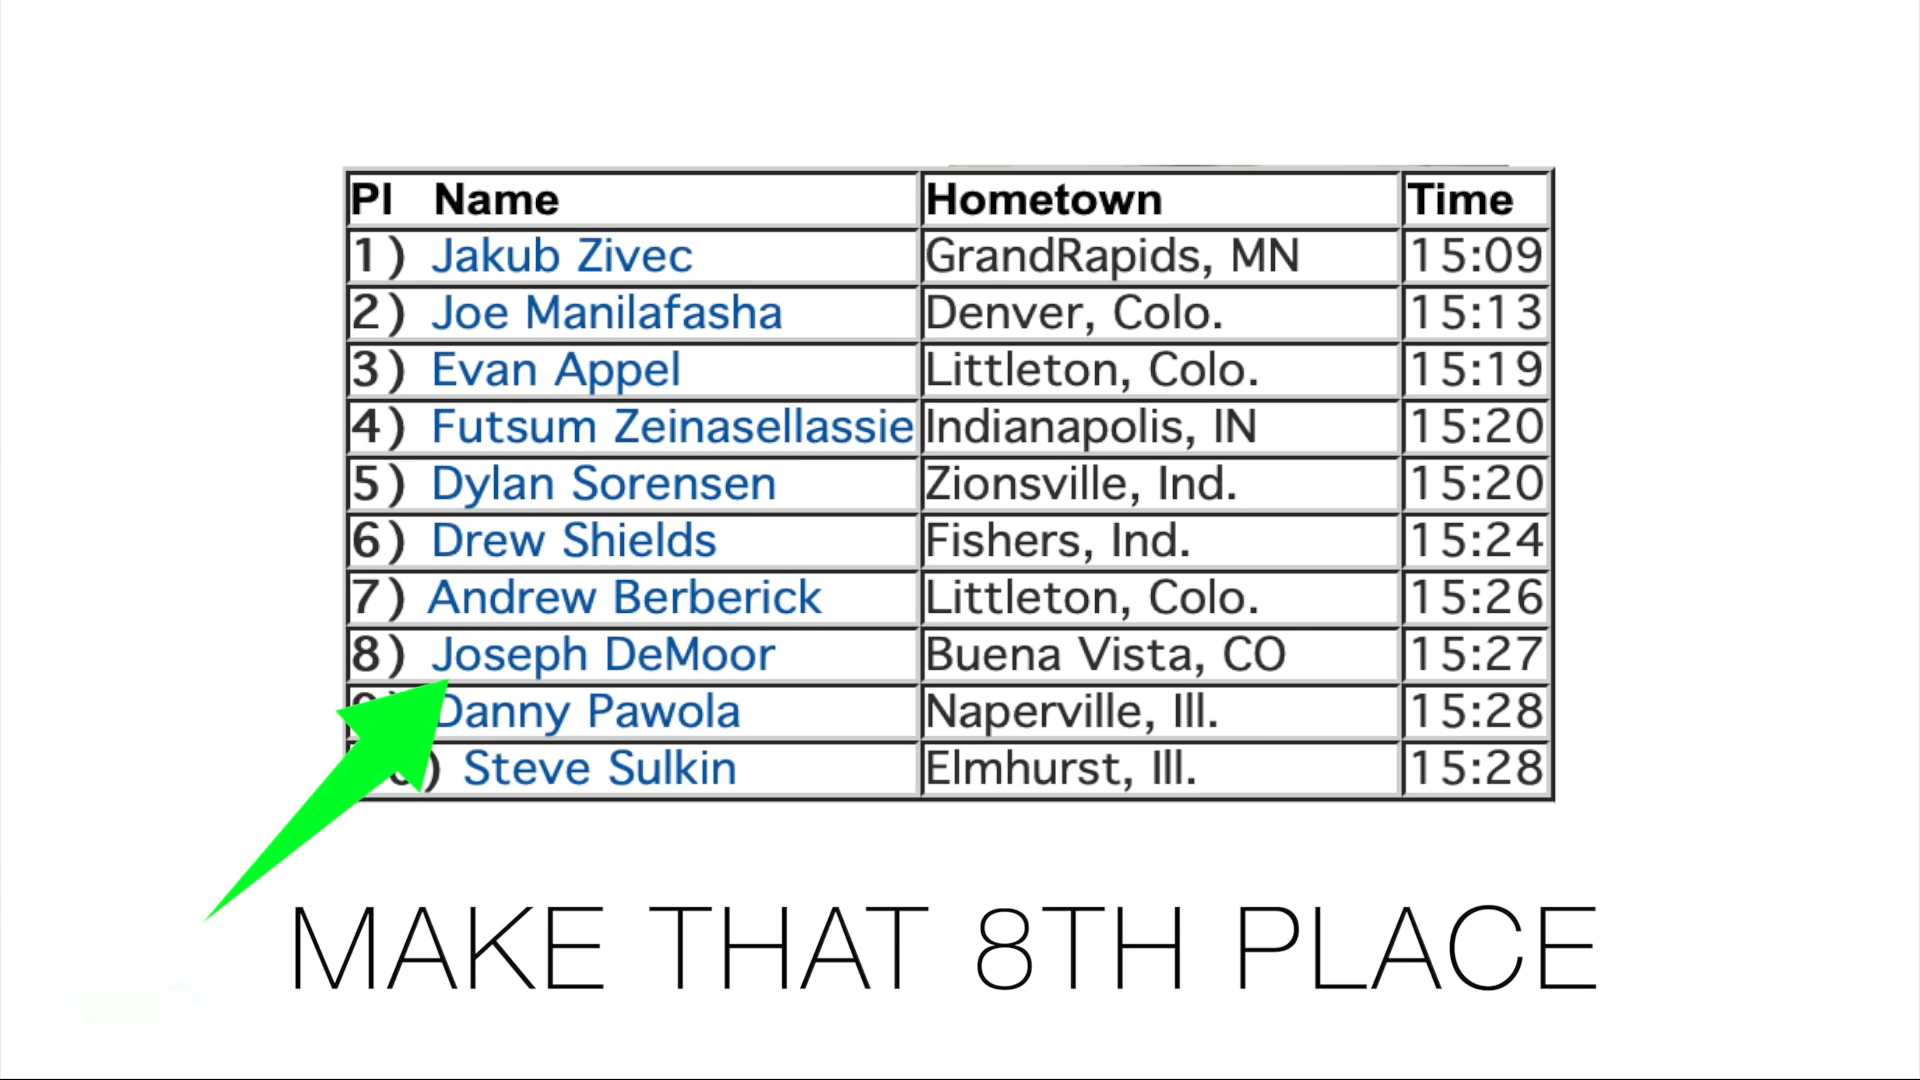 Pl Name Hometown Time
1) Jakub Zivec GrandRapids, MN 15:09
2) Joe Manilafasha Denver, Colo. 15:13
3) Evan Appel Littleton, Colo. 15:19
4) Futsum Zeinasellassie Indianapolis, IN 15:20
5) Dylan Sorensen Zionsville, Ind. 15:20
6) Drew Shields Fishers, Ind. 15:24
7) Andrew Berberick Littleton, Colo. 15:26
8) Joseph DeMoor Buena Vista, CO 15:27
Danny Pawola Naperville, Ill. 15:28
Steve Sulkin Elmhurst, Ill. 15:28
MAKE THAT 8TH PLACE